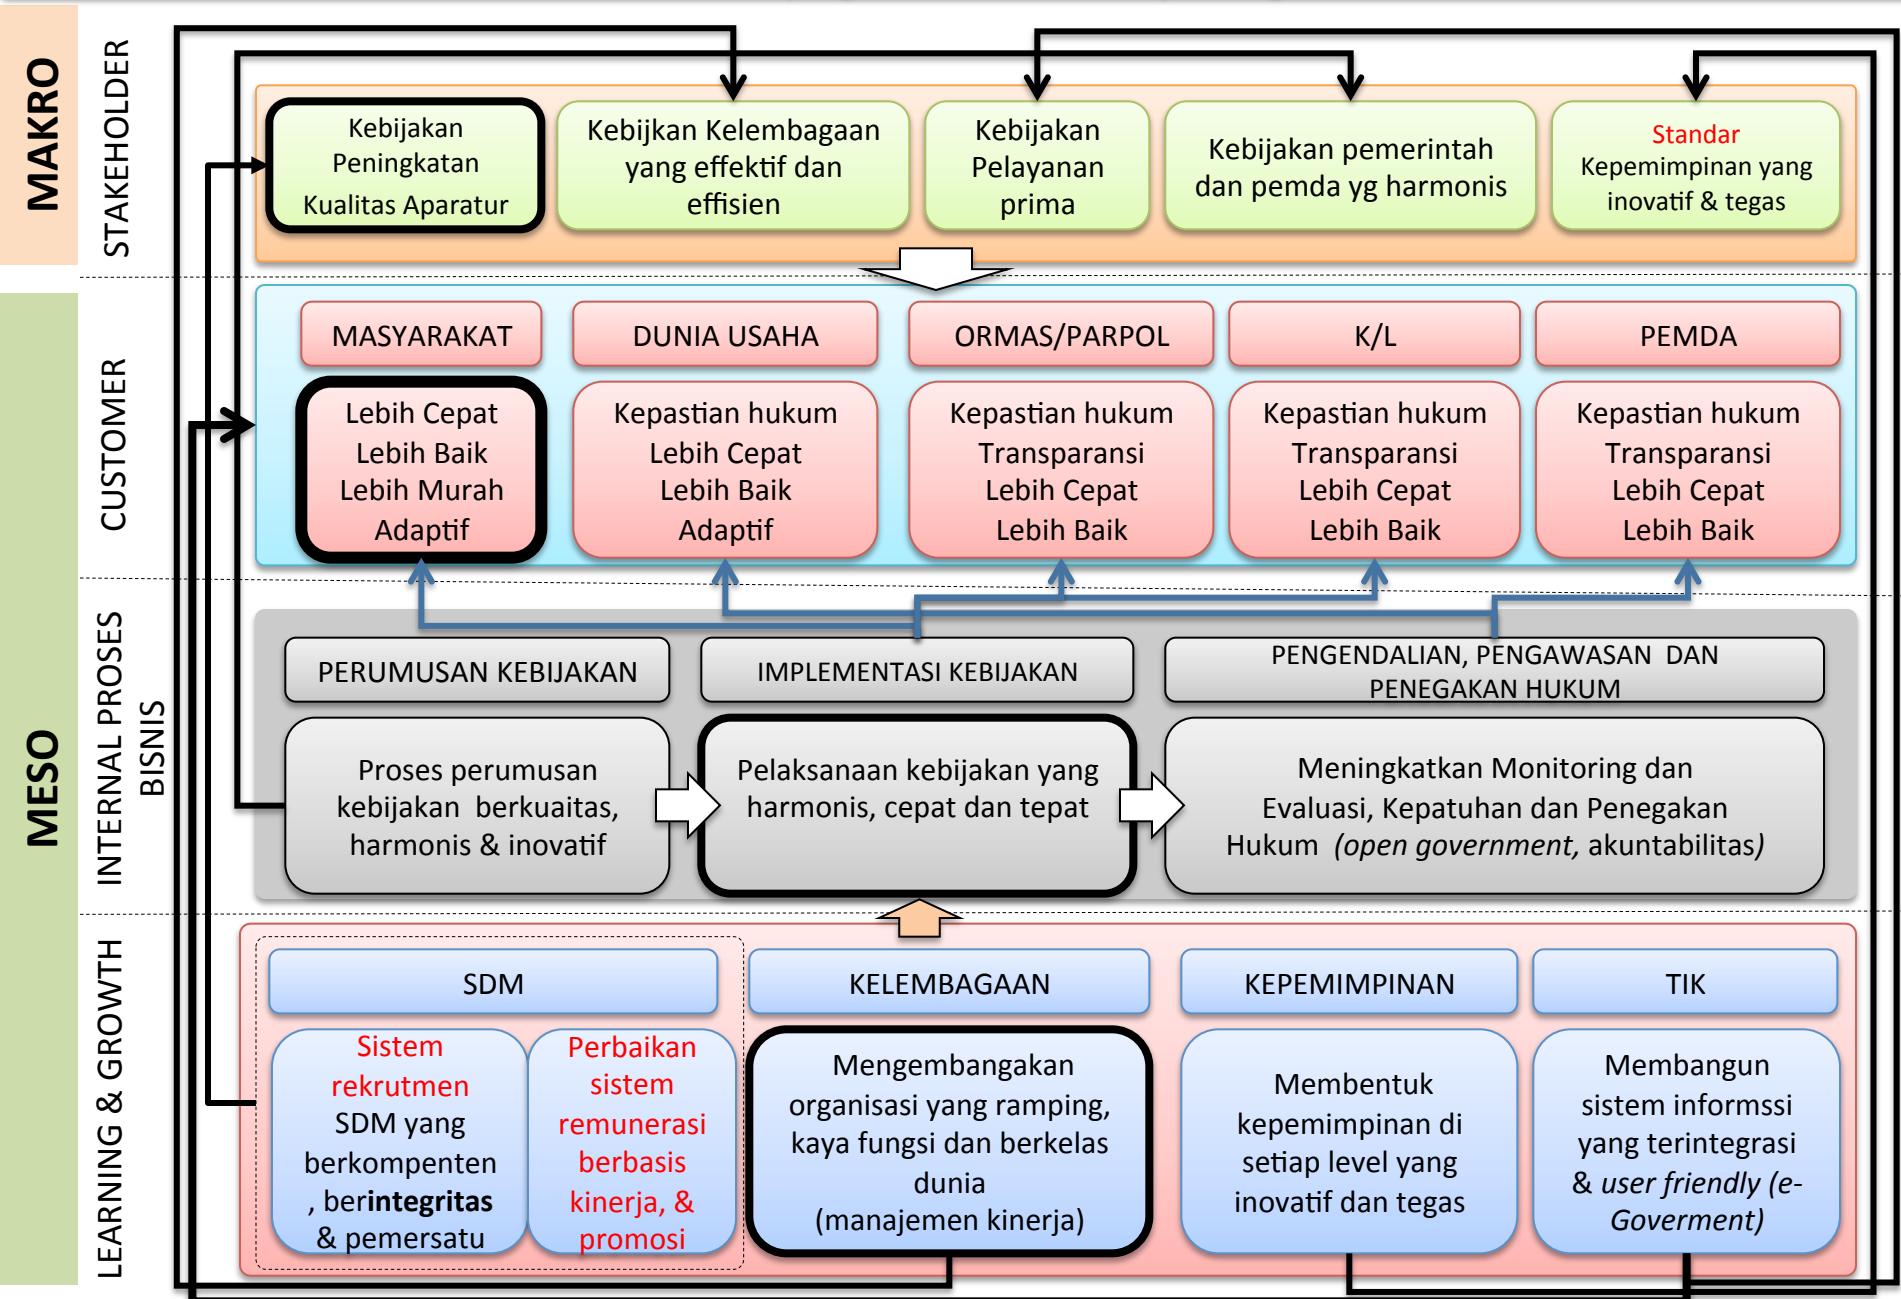 MAKRO
STAKEHOLDER
Kebijakan
Peningkatan
Kualitas Aparatur
Kebijkan Kelembagaan
yang effektif dan
effisien
Kebijakan
Pelayanan
prima
Kebijakan pemerintah
dan pemda yg harmonis
Standar
Kepemimpinan yang
inovatif & tegas
MESO
CUSTOMER
MASYARAKAT
DUNIA USAHA
ORMAS/PARPOL
K/L
PEMDA
Lebih Cepat
Lebih Baik
Lebih Murah
Adaptif
Kepastian hukum
Lebih Cepat
Lebih Baik
Adaptif
Kepastian hukum
Transparansi
Lebih Cepat
Lebih Baik
Kepastian hukum
Transparansi
Lebih Cepat
Lebih Baik
Kepastian hukum
Transparansi
Lebih Cepat
Lebih Baik
INTERNAL PROSES
BISNIS
PERUMUSAN KEBIJAKAN
IMPLEMENTASI KEBIJAKAN
PENGENDALIAN, PENGAWASAN DAN
PENEGAKAN HUKUM
Proses perumusan
kebijakan berkuaitas,
harmonis & inovatif
Pelaksanaan kebijakan yang
harmonis, cepat dan tepat
Meningkatkan Monitoring dan
Evaluasi, Kepatuhan dan Penegakan
Hukum (open government, akuntabilitas)
LEARNING & GROWTH
SDM
KELEMBAGAAN
KEPEMIMPINAN
TIK
Sistem
rekrutmen
SDM yang
berkompenten
, berintegritas
& pemersatu
Perbaikan
sistem
remunerasi
berbasis
kinerja, &
promosi
Mengembangakan
organisasi yang ramping,
kaya fungsi dan berkelas
dunia
(manajemen kinerja)
Membentuk
kepemimpinan di
setiap level yang
inovatif dan tegas
Membangun
sistem informssi
yang terintegrasi
& user friendly (e-
Goverment)